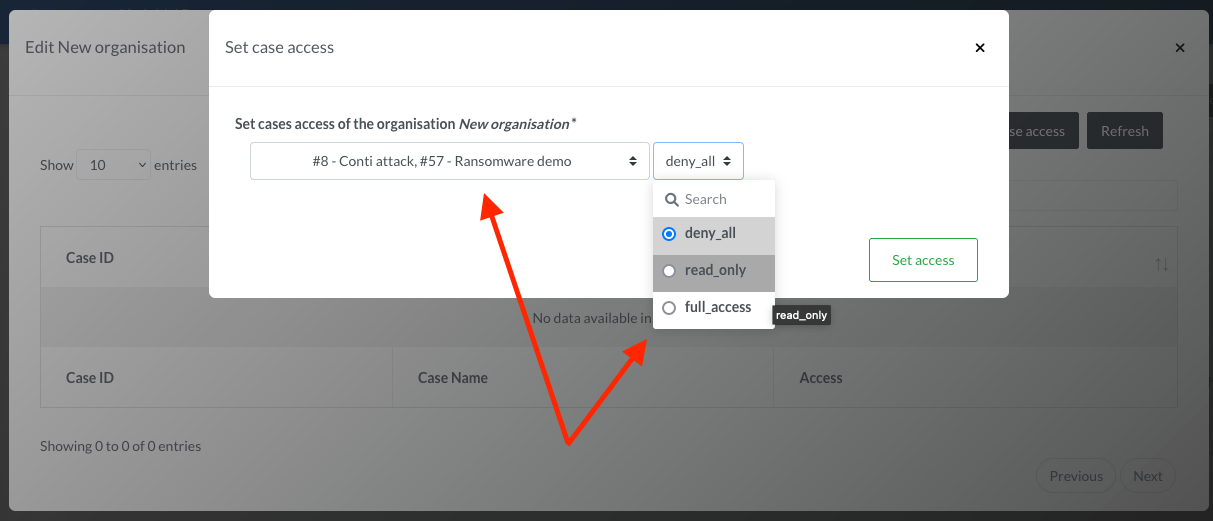 Edit New organisation
Set case access
×
×
Set cases access of the organisation New organisation *
se access
Refresh
Show 10 entries
#8 - Conti attack, #57 - Ransomware demo
deny_all
Search
deny_all
read_only
full_access
read_only
Set access
Case ID
No data available in
Case ID
Case Name
Access
Showing 0 to 0 of 0 entries
Previous
Next